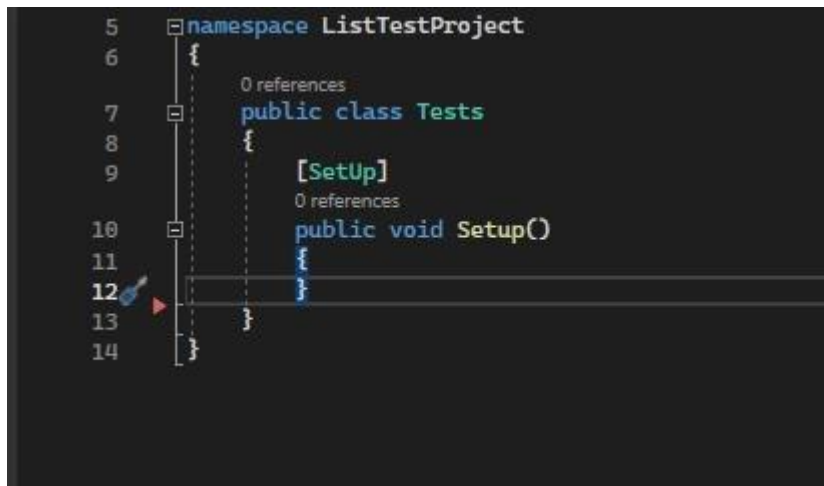 5 namespace ListTestProject
6 {
0 references
7 public class Tests
8 {
9 [SetUp]
0 references
10 public void Setup()
11 {
12 }
13 }
14 }